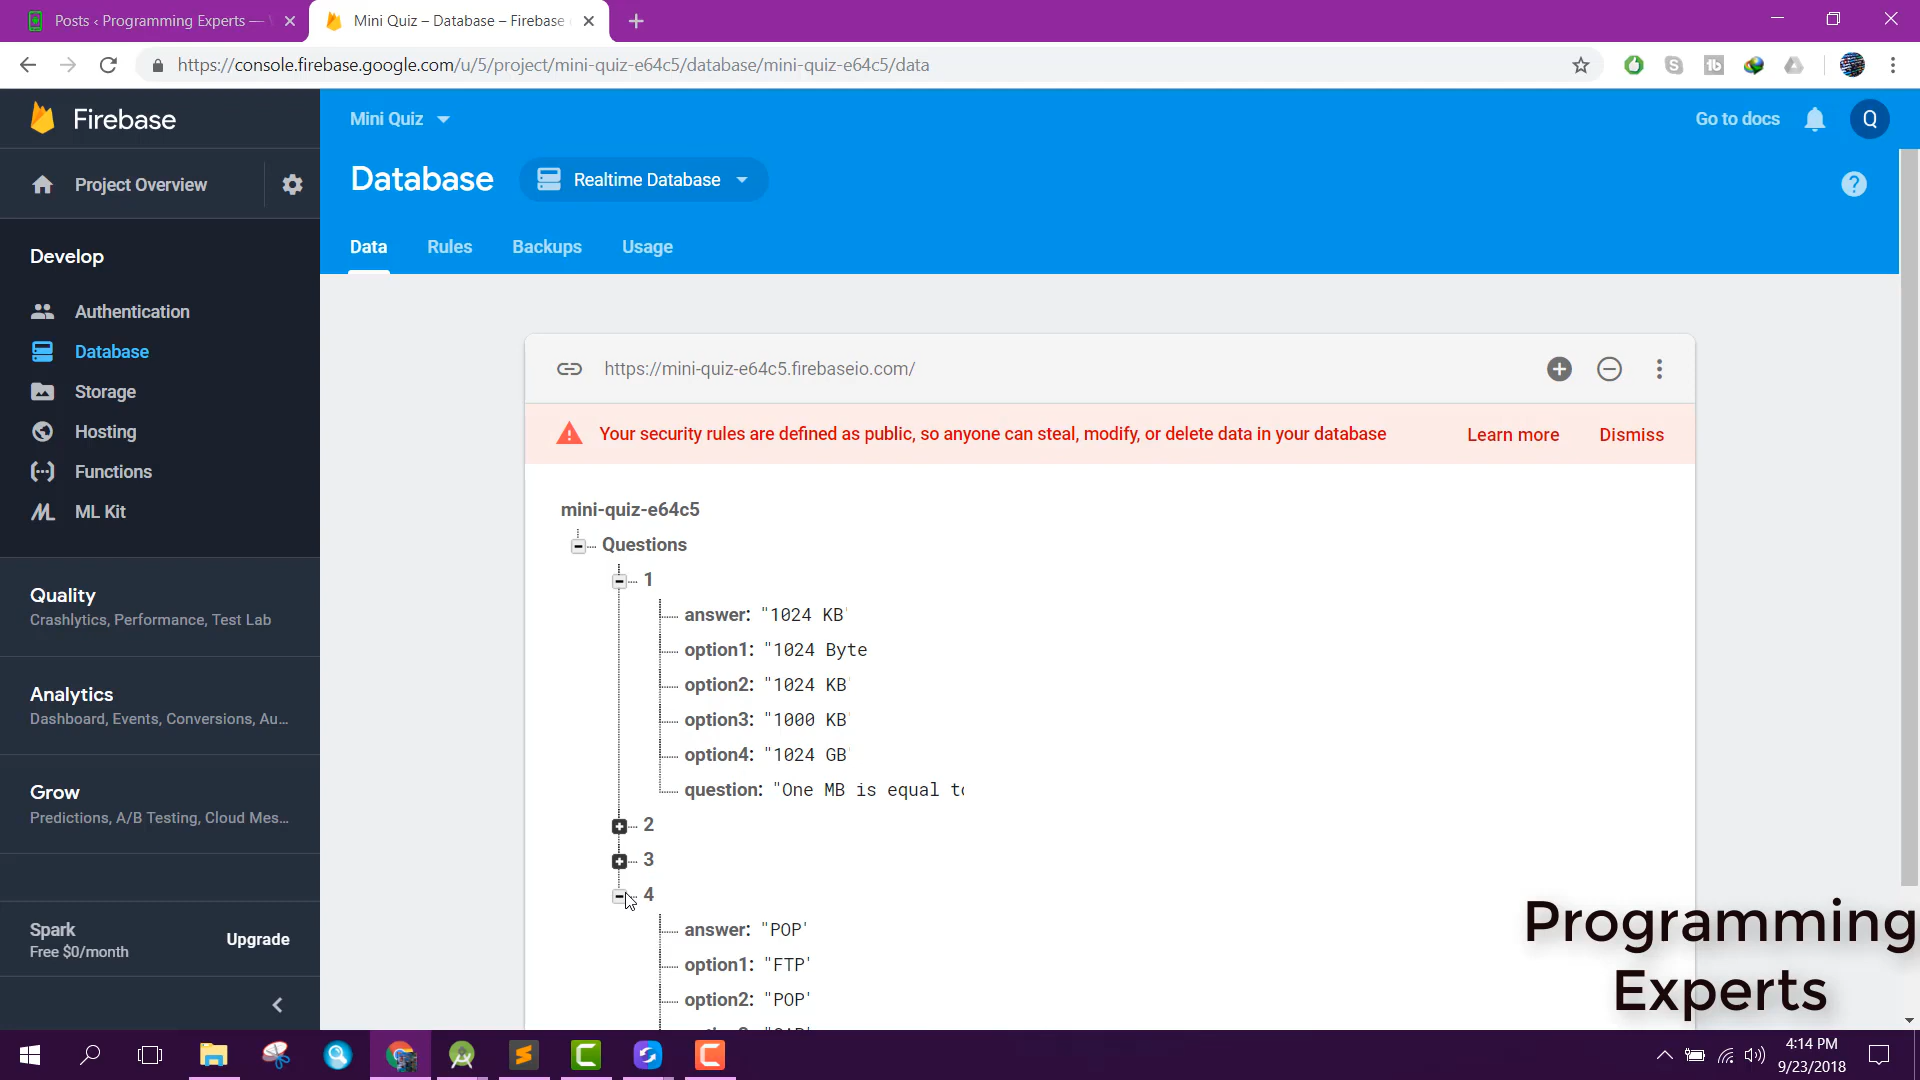 Posts ‹ Programming Experts —
Mini Quiz – Database – Firebase
https://console.firebase.google.com/u/5/project/mini-quiz-e64c5/database/mini-quiz-e64c5/data
Firebase
Mini Quiz
Go to docs
Q
Project Overview
Database
Realtime Database
Data
Rules
Backups
Usage
Develop
Authentication
Database
Storage
Hosting
Functions
ML Kit
Quality
Crashlytics, Performance, Test Lab
Analytics
Dashboard, Events, Conversions, Au...
Grow
Predictions, A/B Testing, Cloud Mes...
Spark
Free $0/month
Upgrade
https://mini-quiz-e64c5.firebaseio.com/
Your security rules are defined as public, so anyone can steal, modify, or delete data in your database
Learn more
Dismiss
mini-quiz-e64c5
Questions
1
answer: "1024 KB"
option1: "1024 Byte
option2: "1024 KB"
option3: "1000 KB"
option4: "1024 GB"
question: "One MB is equal to
2
3
4
answer: "POP"
option1: "FTP"
option2: "POP"
Programming
Experts
4:14 PM
9/23/2018